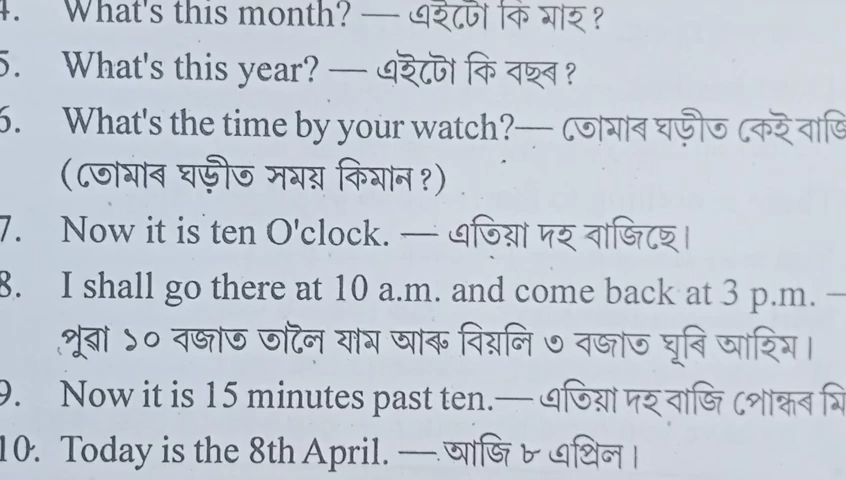 4. What's this month? — এইটো কি মাহ?
5. What's this year? — এইটো কি বছৰ?
6. What's the time by your watch?— তোমাৰ ঘড়ীত কেই বাজি
(তোমাৰ ঘড়ীত সময় কিমান?)
7. Now it is ten O'clock. — এতিয়া দহ বাজিছে।
8. I shall go there at 10 a.m. and come back at 3 p.m. —
পুৱা ১০ বজাত তালৈ যাম আৰু বিয়লি ৩ বজাত ঘূৰি আহিম।
9. Now it is 15 minutes past ten.— এতিয়া দহ বাজি পোন্ধৰ মি
10. Today is the 8th April. — আজি ৮ এপ্ৰিল।